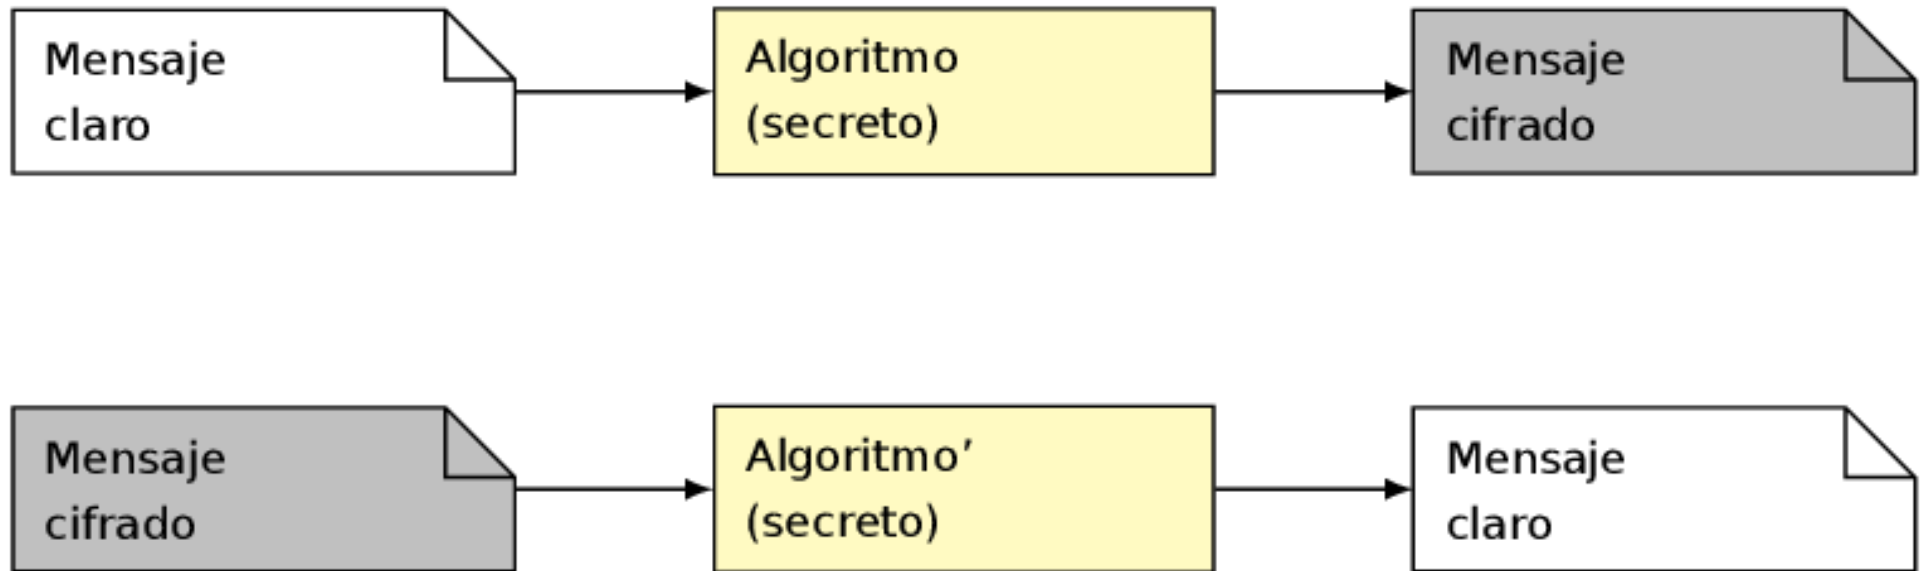 Mensaje
claro
Algoritmo
(secreto)
Mensaje
cifrado
Mensaje
cifrado
Algoritmo’
(secreto)
Mensaje
claro